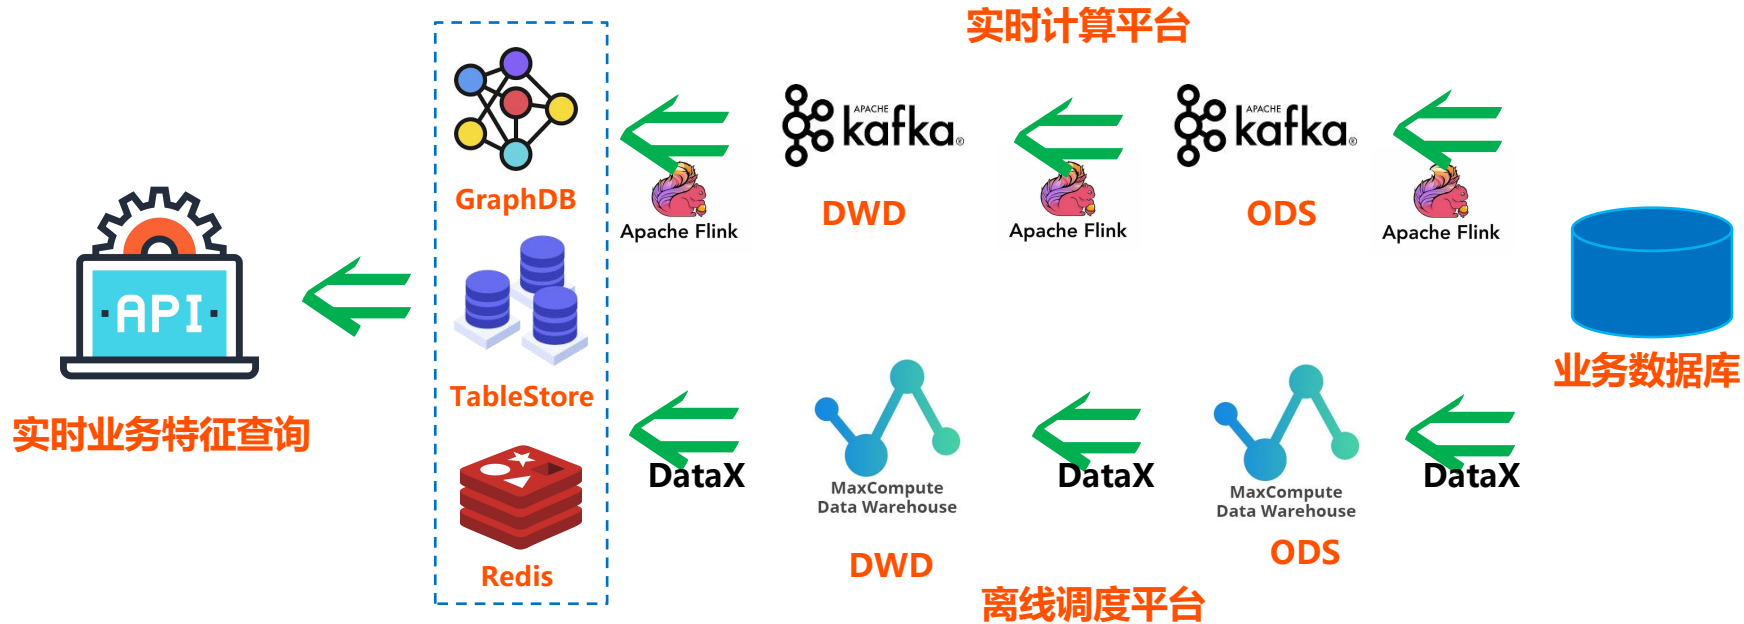 实时计算平台
APACHE
kafka®
APACHE
kafka®
GraphDB
DWD
ODS
Apache Flink
Apache Flink
Apache Flink
·API·
TableStore
业务数据库
实时业务特征查询
DataX
DataX
DataX
MaxCompute
Data Warehouse
MaxCompute
Data Warehouse
Redis
DWD
ODS
离线调度平台